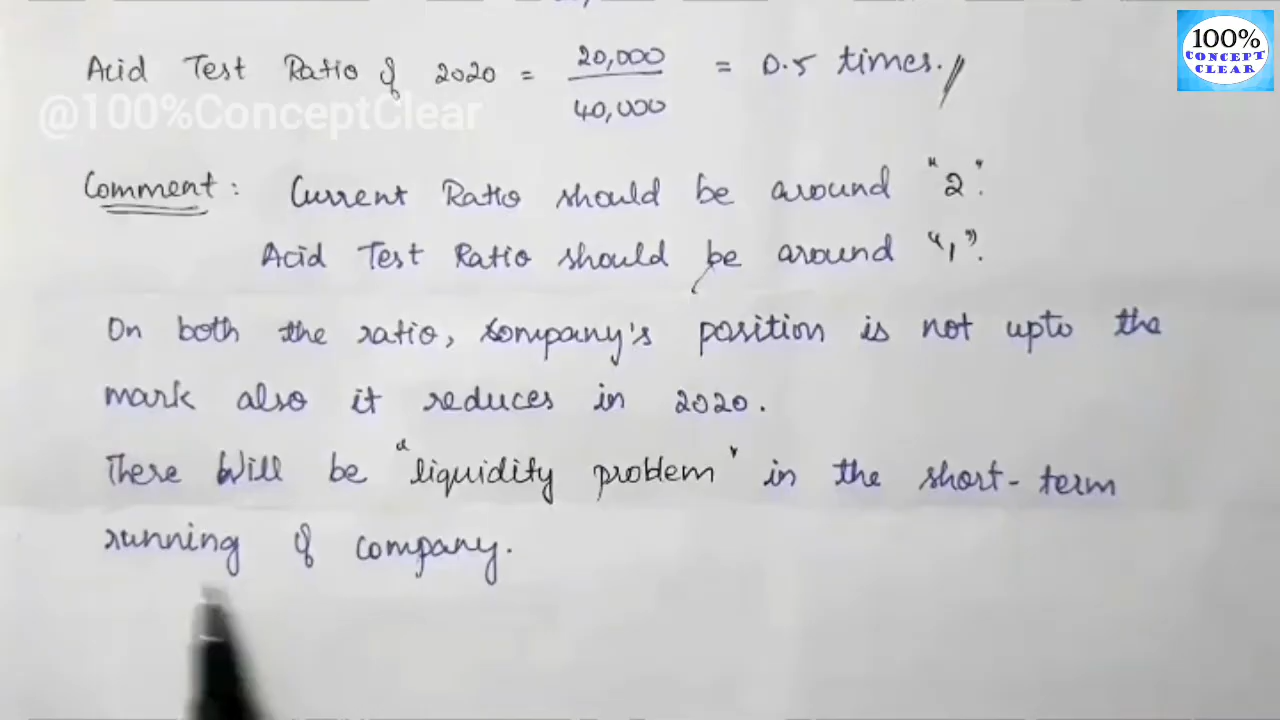 100%
CONCEPT
CLEAR
Acid Test Ratio of 2020 = 20,000 / 40,000 = 0.5 times.
@100%ConceptClear
Comment : Current Ratio should be around "2".
Acid Test Ratio should be around "1".
On both the ratio, company's position is not upto the
mark also it reduces in 2020.
There will be "liquidity problem" in the short-term
running of company.